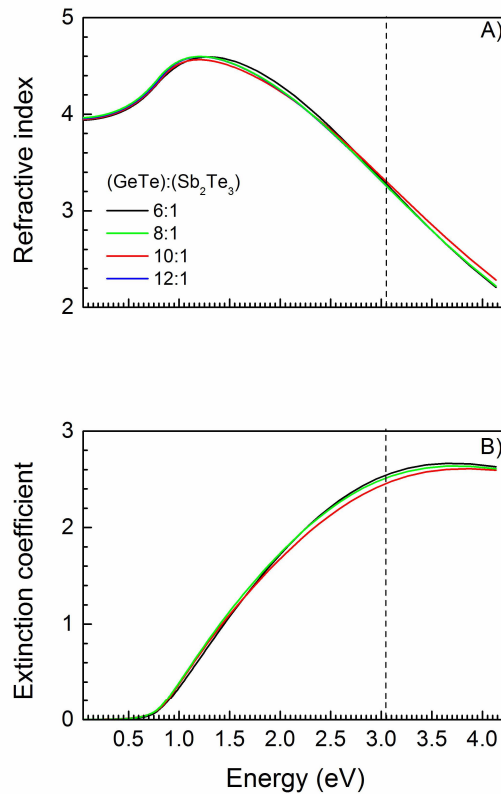 A)
5
4
3
2
Refractive index
(GeTe):(Sb₂Te₃)
6:1
8:1
10:1
12:1
B)
3
2
1
0
Extinction coefficient
0.5 1.0 1.5 2.0 2.5 3.0 3.5 4.0
Energy (eV)